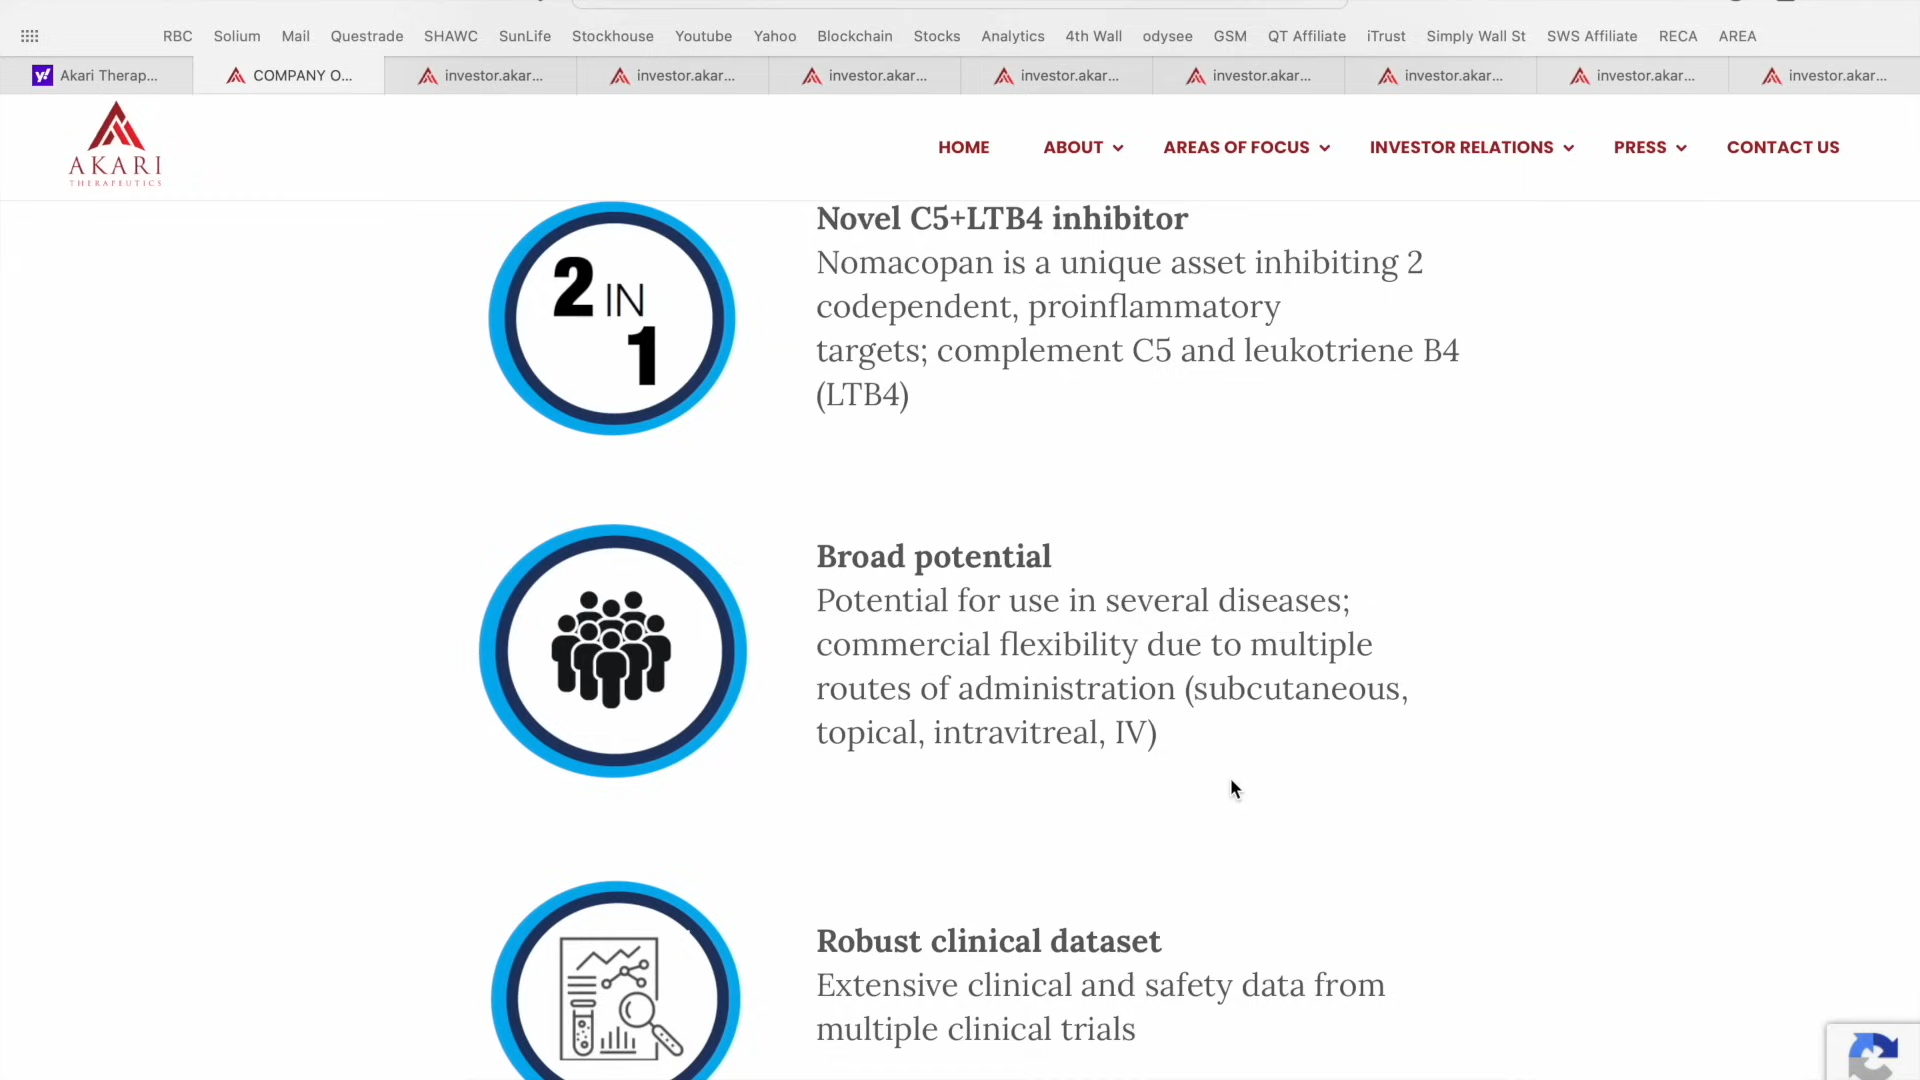 RBC Solium Mail Questrade SHAWC SunLife Stockhouse Youtube Yahoo Blockchain Stocks Analytics 4th Wall odysee GSM QT Affiliate iTrust Simply Wall St SWS Affiliate RECA AREA
y! Akari Therap... COMPANY O... investor.akar... investor.akar... investor.akar... investor.akar... investor.akar... investor.akar... investor.akar... investor.akar...
AKARI
THERAPEUTICS
HOME ABOUT AREAS OF FOCUS INVESTOR RELATIONS PRESS CONTACT US
2 IN
1
Novel C5+LTB4 inhibitor
Nomacopan is a unique asset inhibiting 2
codependent, proinflammatory
targets; complement C5 and leukotriene B4
(LTB4)
Broad potential
Potential for use in several diseases;
commercial flexibility due to multiple
routes of administration (subcutaneous,
topical, intravitreal, IV)
Robust clinical dataset
Extensive clinical and safety data from
multiple clinical trials